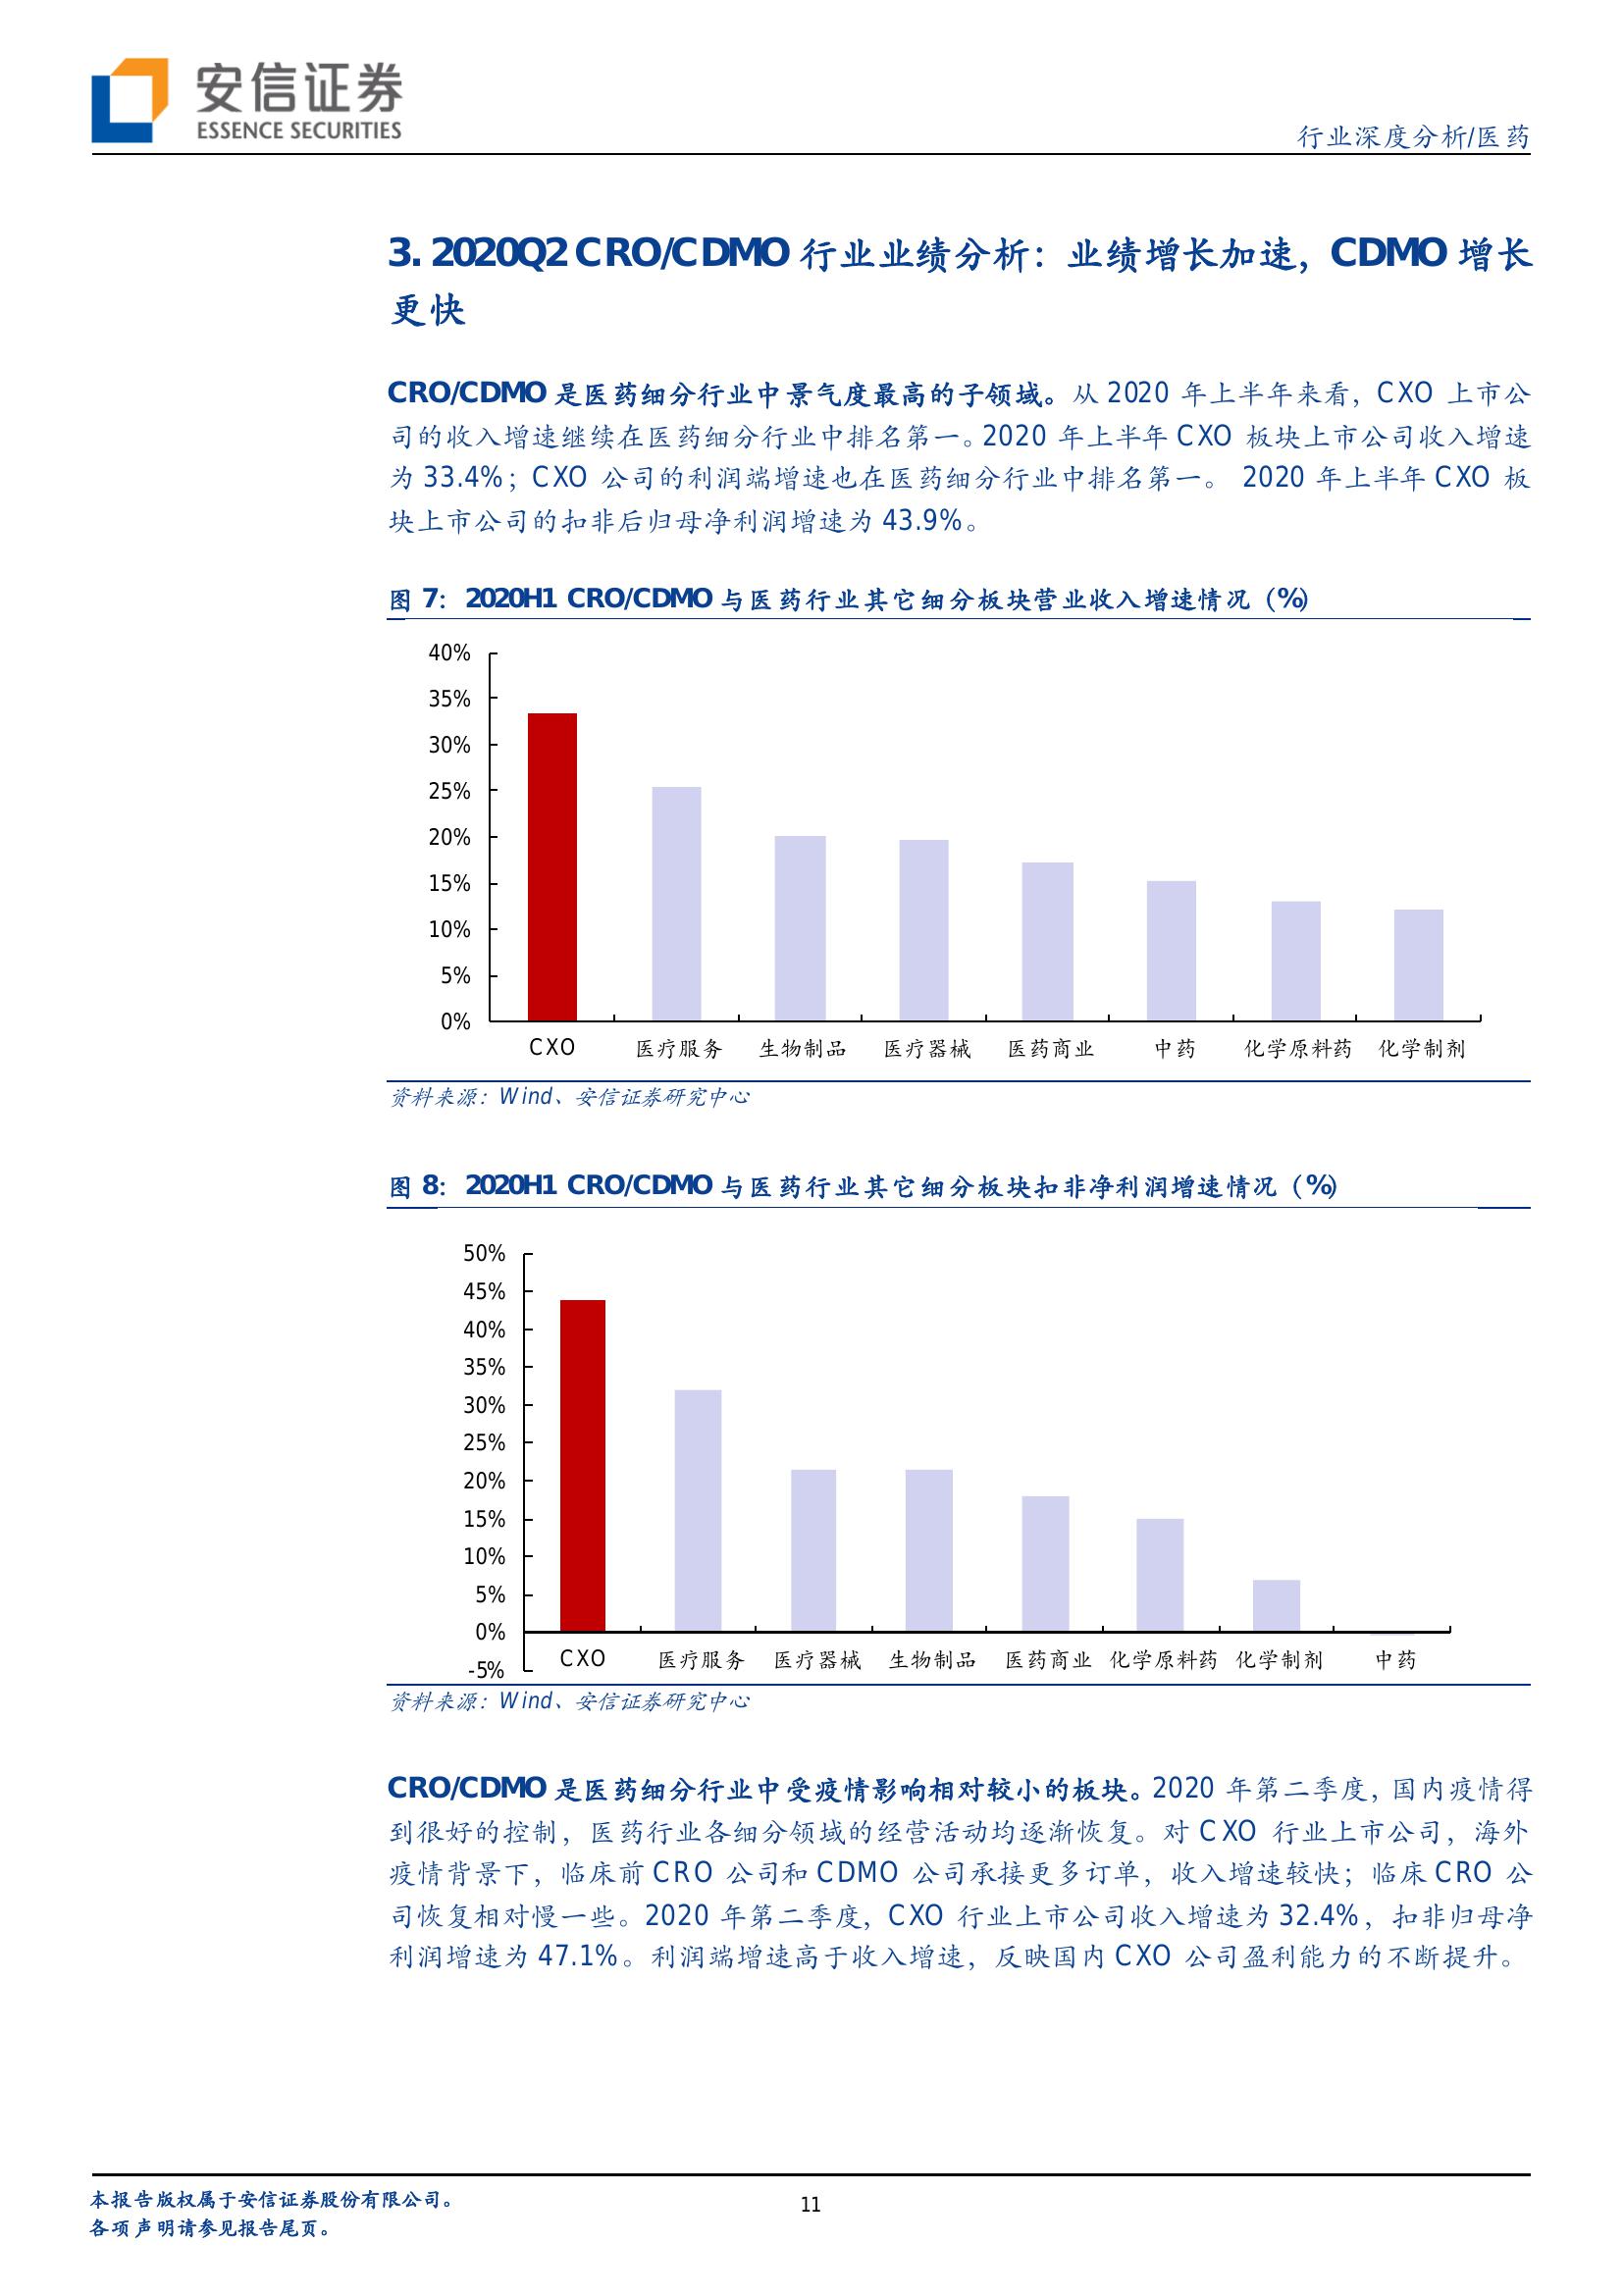 安信证券
ESSENCE SECURITIES
行业深度分析/医药
3. 2020Q2 CRO/CDMO 行业业绩分析：业绩增长加速，CDMO 增长
更快
CRO/CDMO 是医药细分行业中景气度最高的子领域。从 2020 年上半年来看，CXO 上市公
司的收入增速继续在医药细分行业中排名第一。2020 年上半年 CXO 板块上市公司收入增速
为 33.4%；CXO 公司的利润端增速也在医药细分行业中排名第一。 2020 年上半年 CXO 板
块上市公司的扣非后归母净利润增速为 43.9%。
图 7：2020H1 CRO/CDMO 与医药行业其它细分板块营业收入增速情况（%）
40%
35%
30%
25%
20%
15%
10%
5%
0%
CXO 医疗服务 生物制品 医疗器械 医药商业 中药 化学原料药 化学制剂
资料来源：Wind、安信证券研究中心
图 8：2020H1 CRO/CDMO 与医药行业其它细分板块扣非净利润增速情况（%）
50%
45%
40%
35%
30%
25%
20%
15%
10%
5%
0%
-5%
CXO 医疗服务 医疗器械 生物制品 医药商业 化学原料药 化学制剂 中药
资料来源：Wind、安信证券研究中心
CRO/CDMO 是医药细分行业中受疫情影响相对较小的板块。2020 年第二季度，国内疫情得
到很好的控制，医药行业各细分领域的经营活动均逐渐恢复。对 CXO 行业上市公司，海外
疫情背景下，临床前 CRO 公司和 CDMO 公司承接更多订单，收入增速较快；临床 CRO 公
司恢复相对慢一些。2020 年第二季度，CXO 行业上市公司收入增速为 32.4%，扣非归母净
利润增速为 47.1%。利润端增速高于收入增速，反映国内 CXO 公司盈利能力的不断提升。
本报告版权属于安信证券股份有限公司。
各项声明请参见报告尾页。
11